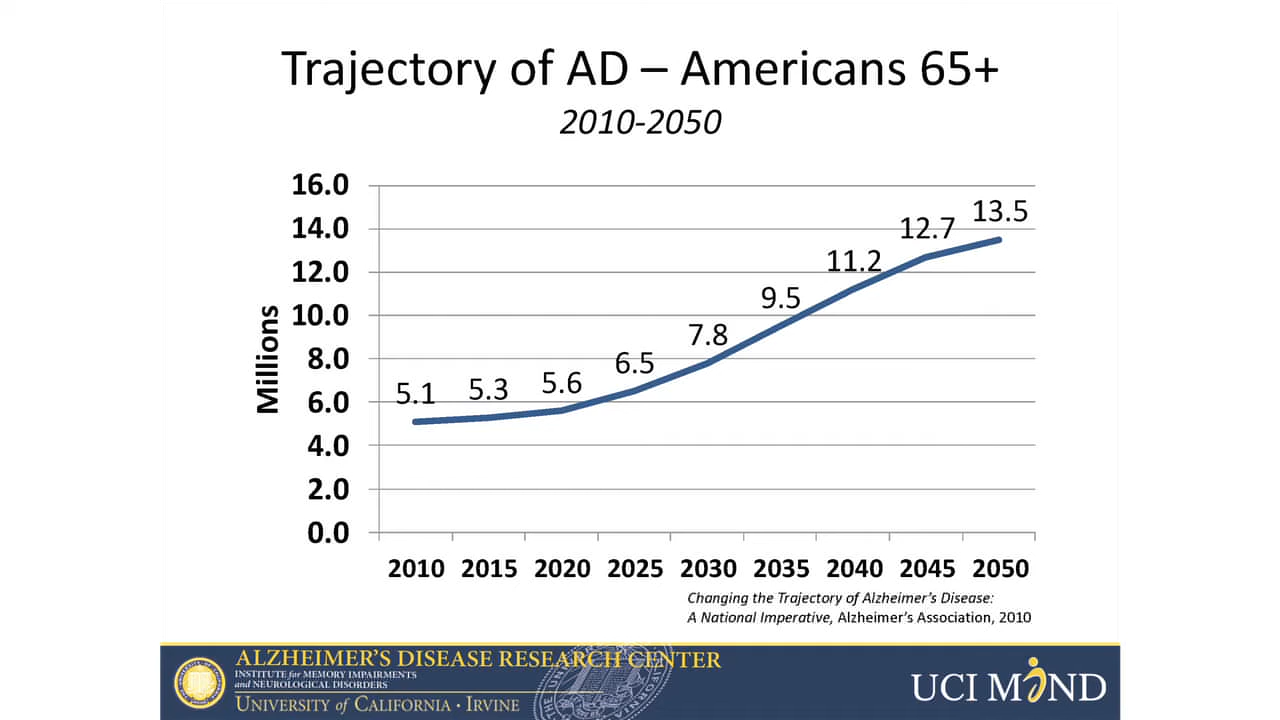 Trajectory of AD – Americans 65+
2010-2050
16.0
14.0
12.0
10.0
8.0
6.0
4.0
2.0
0.0
Millions
5.1
5.3
5.6
6.5
7.8
9.5
11.2
12.7
13.5
2010 2015 2020 2025 2030 2035 2040 2045 2050
Changing the Trajectory of Alzheimer's Disease:
A National Imperative, Alzheimer's Association, 2010
ALZHEIMER'S DISEASE RESEARCH CENTER
INSTITUTE for MEMORY IMPAIRMENTS
and NEUROLOGICAL DISORDERS
UNIVERSITY of CALIFORNIA · IRVINE
UCI MIND